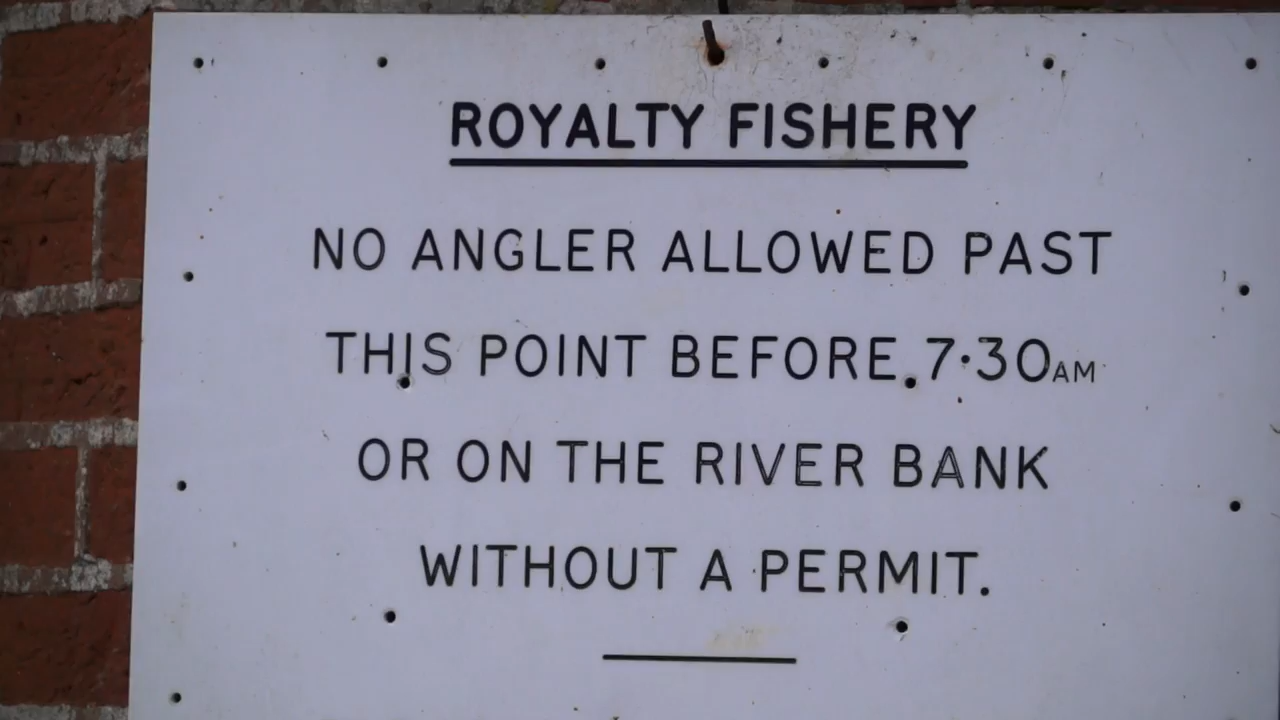 ROYALTY FISHERY
NO ANGLER ALLOWED PAST
THIS POINT BEFORE 7·30AM
OR ON THE RIVER BANK
WITHOUT A PERMIT.